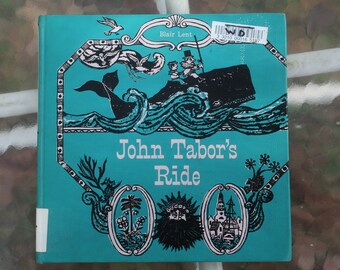 Blair Lent
John Tabor's
Ride